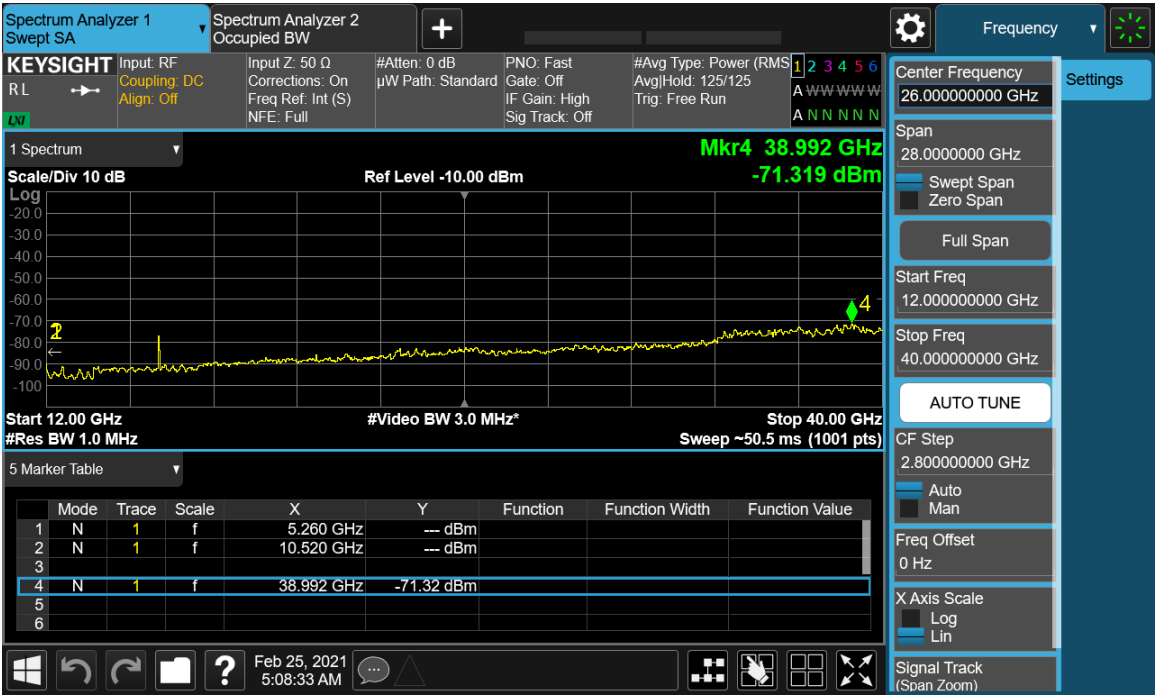 Spectrum Analyzer 1
Swept SA
Spectrum Analyzer 2
Occupied BW
Frequency
KEYSIGHT
RL
LXI
Input: RF
Coupling: DC
Align: Off
Input Z: 50 Ω
Corrections: On
Freq Ref: Int (S)
NFE: Full
#Atten: 0 dB
µW Path: Standard
PNO: Fast
Gate: Off
IF Gain: High
Sig Track: Off
#Avg Type: Power (RMS
Avg|Hold: 125/125
Trig: Free Run
1 2 3 4 5 6
A W W W W W
A N N N N N
Center Frequency
26.000000000 GHz
Settings
Span
28.0000000 GHz
Swept Span
Zero Span
Full Span
Start Freq
12.000000000 GHz
Stop Freq
40.000000000 GHz
AUTO TUNE
CF Step
2.800000000 GHz
Auto
Man
Freq Offset
0 Hz
X Axis Scale
Log
Lin
Signal Track
(Span Zoom)
1 Spectrum
Mkr4 38.992 GHz
Scale/Div 10 dB
Ref Level -10.00 dBm
-71.319 dBm
Log
-20.0
-30.0
-40.0
-50.0
-60.0
4
-70.0
1
2
-80.0
-90.0
-100
Start 12.00 GHz
#Video BW 3.0 MHz*
Stop 40.00 GHz
#Res BW 1.0 MHz
Sweep ~50.5 ms (1001 pts)
5 Marker Table
Mode Trace Scale X Y Function Function Width Function Value
1 N 1 f 5.260 GHz --- dBm
2 N 1 f 10.520 GHz --- dBm
3
4 N 1 f 38.992 GHz -71.32 dBm
5
6
?
Feb 25, 2021
5:08:33 AM